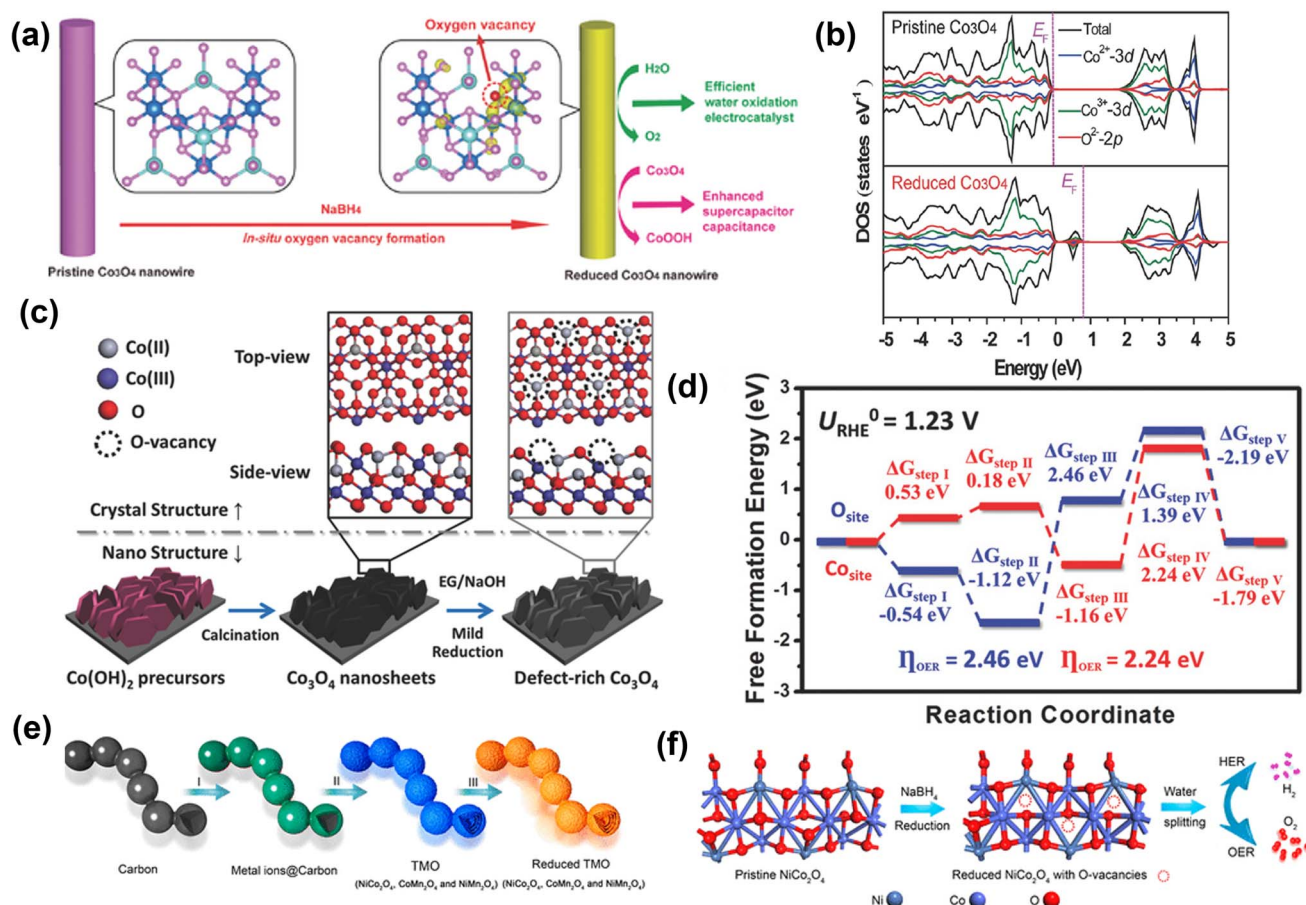 (a)
Oxygen vacancy
H2O
Efficient
water oxidation
electrocatalyst
O2
Co3O4
Enhanced
supercapacitor
capacitance
CoOOH
NaBH4
In-situ oxygen vacancy formation
Pristine Co3O4 nanowire
Reduced Co3O4 nanowire
(b)
Pristine Co3O4
EF
Total
Co2+-3d
Co3+-3d
O2--2p
Reduced Co3O4
EF
DOS (states eV-1)
-5 -4 -3 -2 -1 0 1 2 3 4 5
Energy (eV)
(c)
Co(II)
Co(III)
O
O-vacancy
Top-view
Side-view
Crystal Structure ↑
Nano Structure ↓
Calcination
EG/NaOH
Mild
Reduction
Co(OH)2 precursors
Co3O4 nanosheets
Defect-rich Co3O4
(d)
Free Formation Energy (eV)
3
2
1
0
-1
-2
-3
URHE0 = 1.23 V
ΔGstep I
0.53 eV
ΔGstep II
0.18 eV
ΔGstep III
2.46 eV
ΔGstep V
-2.19 eV
ΔGstep IV
1.39 eV
Osite
Cosite
ΔGstep I
-0.54 eV
ΔGstep II
-1.12 eV
ΔGstep III
-1.16 eV
ΔGstep IV
2.24 eV
ΔGstep V
-1.79 eV
ηOER = 2.46 eV
ηOER = 2.24 eV
Reaction Coordinate
(e)
I
II
III
Carbon
Metal ions@Carbon
TMO
(NiCo2O4, CoMn2O4 and NiMn2O4)
Reduced TMO
(NiCo2O4, CoMn2O4 and NiMn2O4)
(f)
NaBH4
Reduction
Water
splitting
HER
H2
O2
OER
Pristine NiCo2O4
Reduced NiCo2O4 with O-vacancies
Ni
Co
O